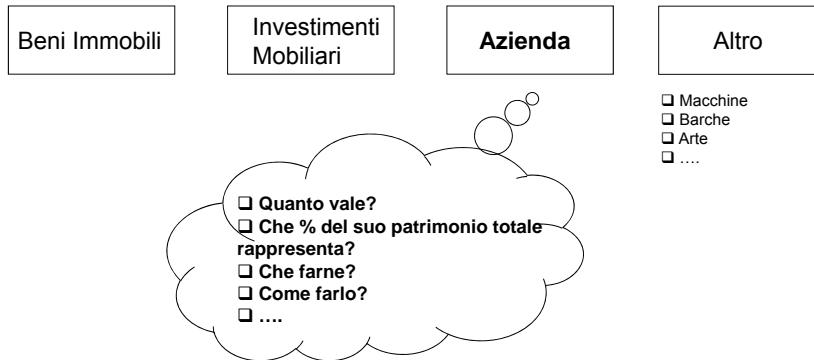 Beni Immobili
Investimenti
Mobiliari
Azienda
Altro
❑ Macchine
❑ Barche
❑ Arte
❑ ….
❑ Quanto vale?
❑ Che % del suo patrimonio totale
rappresenta?
❑ Che farne?
❑ Come farlo?
❑ ….